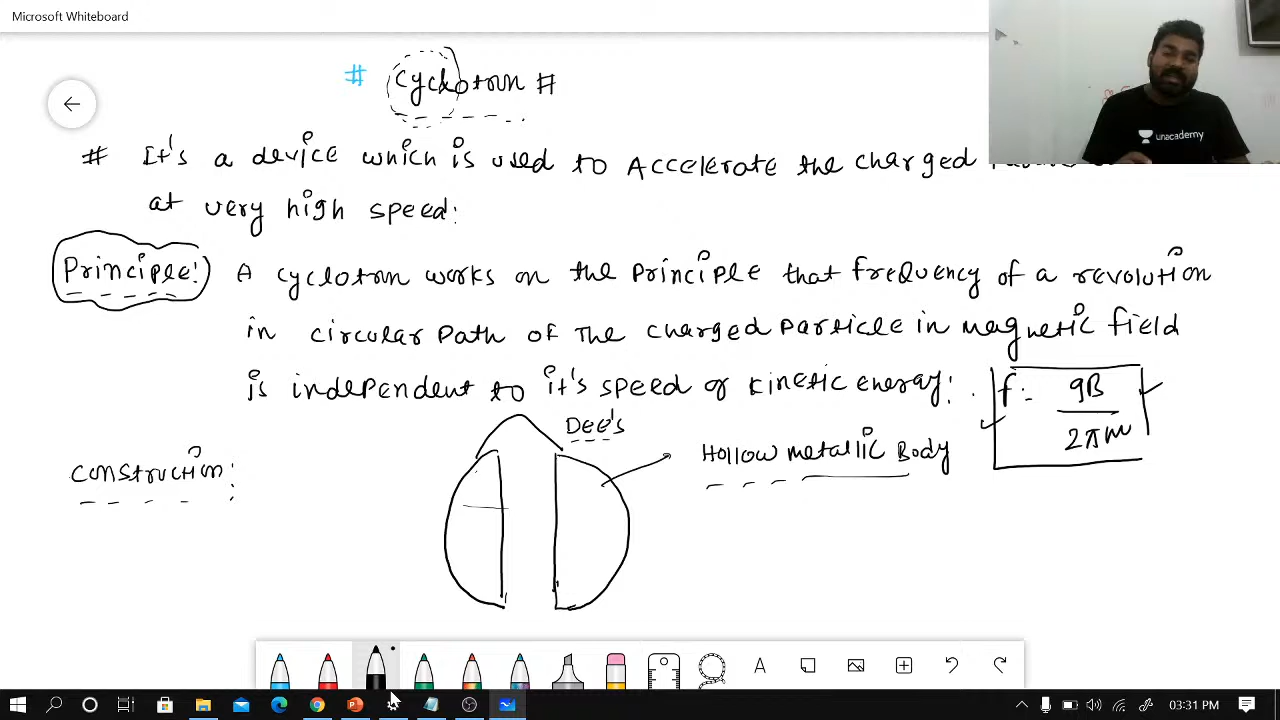 Microsoft Whiteboard
# Cyclotron #
unacademy
# It's a device which is used to Accelerate the charged
at very high speed:
Principle: A cyclotron works on the principle that frequency of a revolution
in circular path of the charged particle in magnetic field
is independent to it's speed or kinetic energy: . f = qB / 2πm
Dee's
Construction: Hollow metallic Body
A
03:31 PM